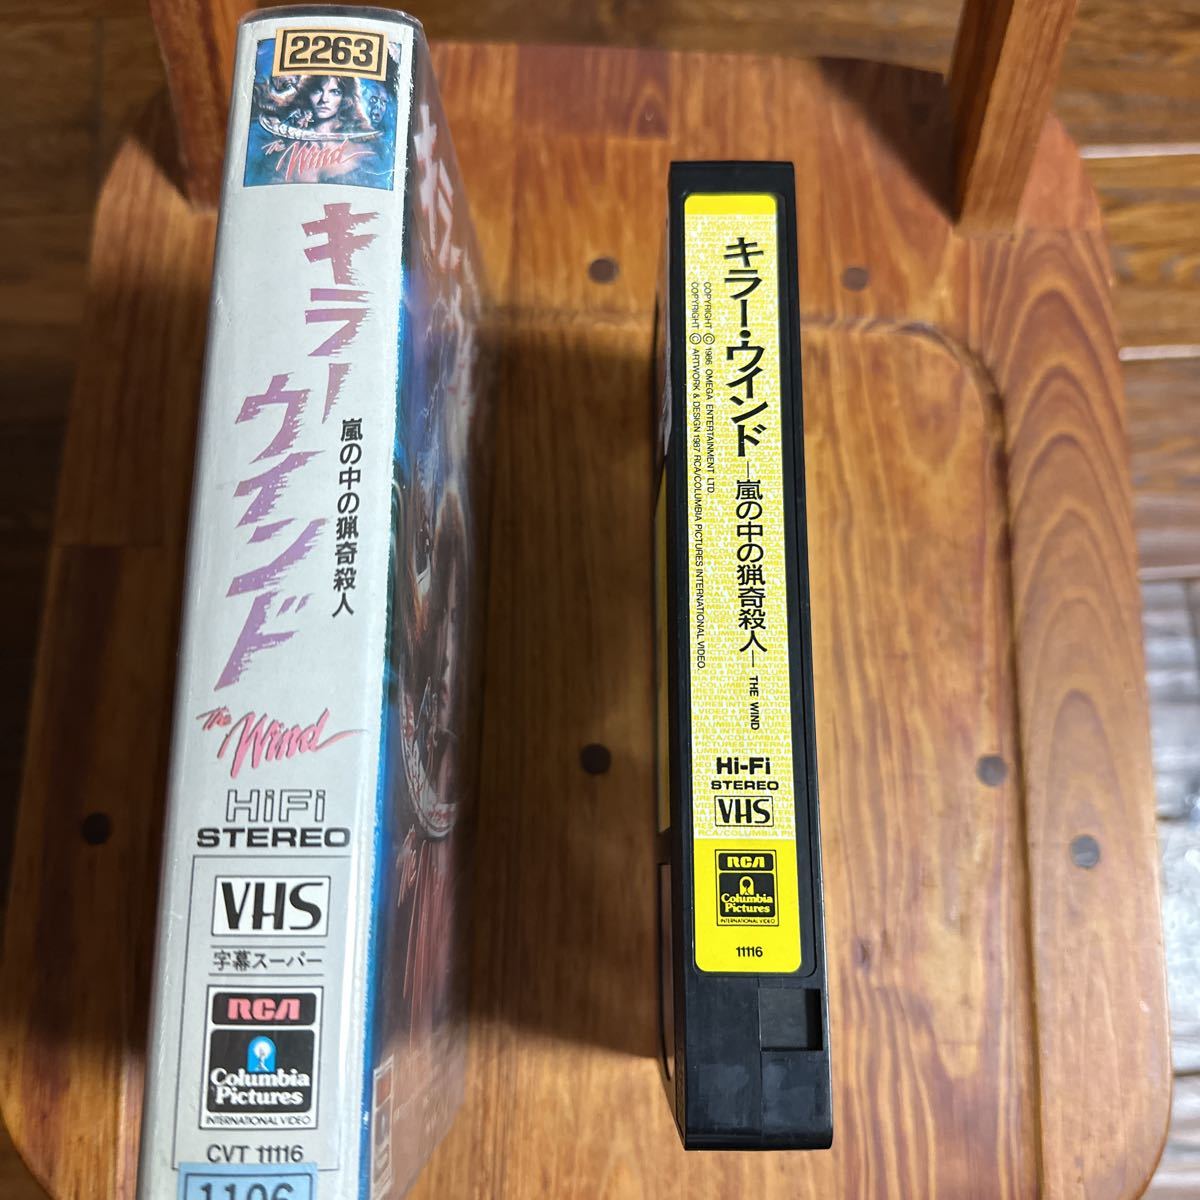 2263
The Wind
キラー
ウインド
嵐の中の猟奇殺人
The Wind
HiFi
STEREO
VHS
字幕スーパー
RCA
Columbia
Pictures
INTERNATIONAL VIDEO
CVT 11116
1106
キラー・ウインド —嵐の中の猟奇殺人— THE WIND
COPYRIGHT © 1986 OMEGA ENTERTAINMENT LTD
COPYRIGHT © ARTWORK & DESIGN 1987 RCA/COLUMBIA PICTURES INTERNATIONAL VIDEO
Hi-Fi
STEREO
VHS
RCA
Columbia
Pictures
INTERNATIONAL VIDEO
11116